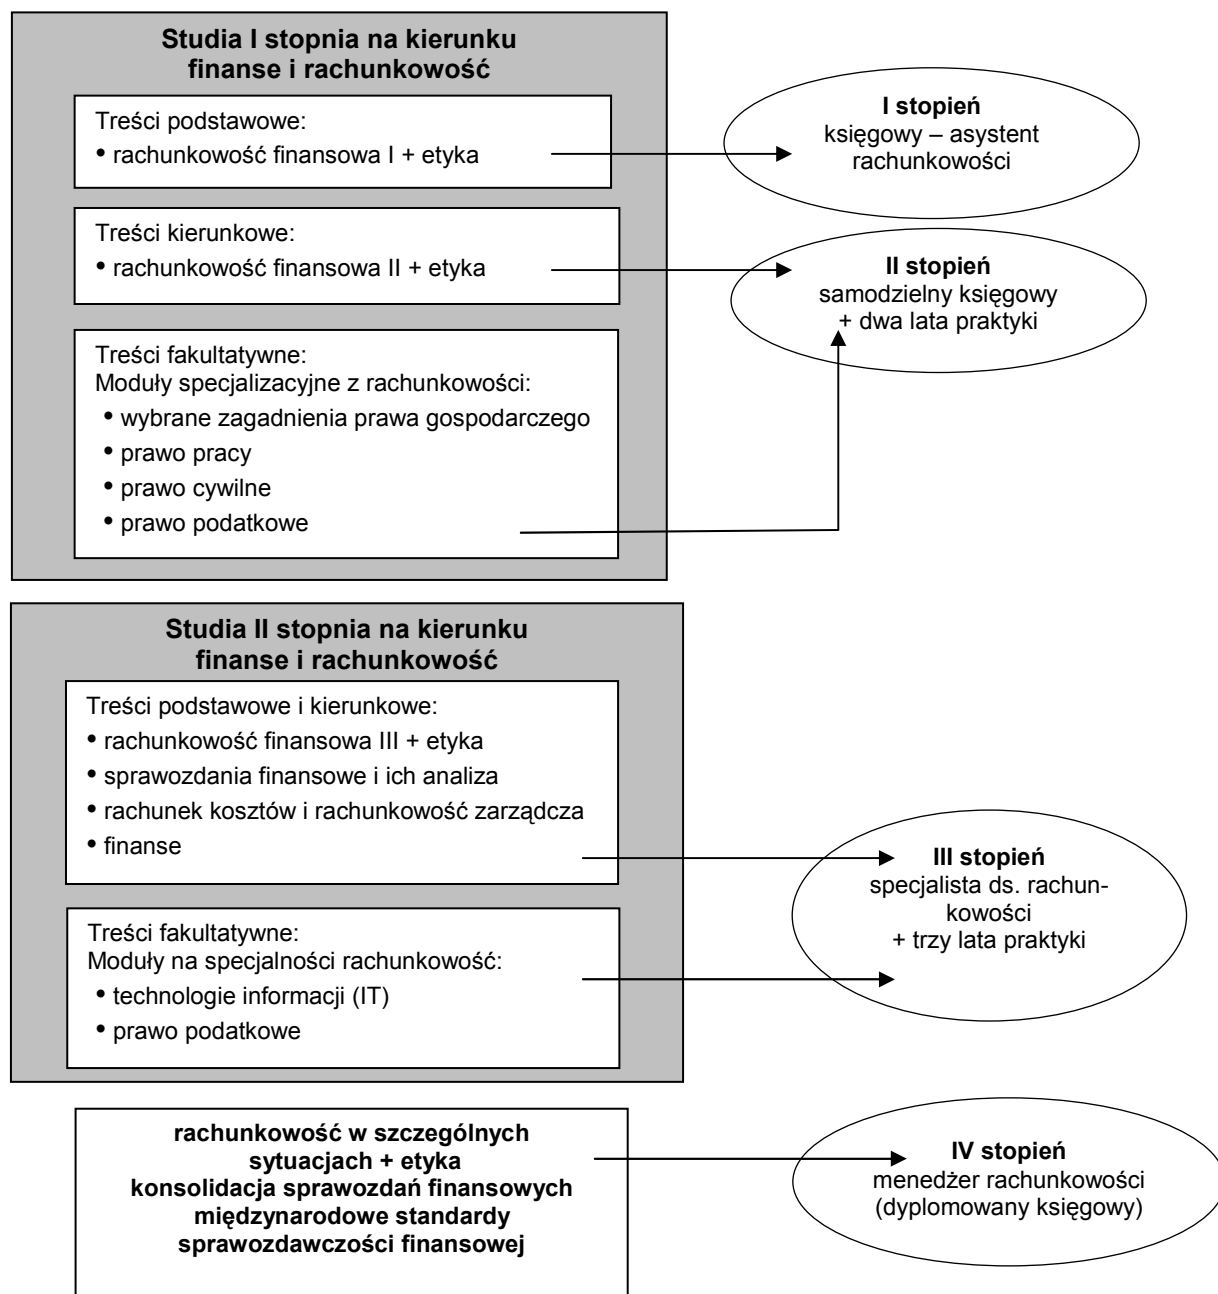 Studia I stopnia na kierunku
finanse i rachunkowość
Treści podstawowe:
• rachunkowość finansowa I + etyka
I stopień
księgowy – asystent
rachunkowości
Treści kierunkowe:
• rachunkowość finansowa II + etyka
II stopień
samodzielny księgowy
+ dwa lata praktyki
Treści fakultatywne:
Moduły specjalizacyjne z rachunkowości:
• wybrane zagadnienia prawa gospodarczego
• prawo pracy
• prawo cywilne
• prawo podatkowe
Studia II stopnia na kierunku
finanse i rachunkowość
Treści podstawowe i kierunkowe:
• rachunkowość finansowa III + etyka
• sprawozdania finansowe i ich analiza
• rachunek kosztów i rachunkowość zarządcza
• finanse
III stopień
specjalista ds. rachun-
kowości
+ trzy lata praktyki
Treści fakultatywne:
Moduły na specjalności rachunkowość:
• technologie informacji (IT)
• prawo podatkowe
rachunkowość w szczególnych
sytuacjach + etyka
konsolidacja sprawozdań finansowych
międzynarodowe standardy
sprawozdawczości finansowej
IV stopień
menedżer rachunkowości
(dyplomowany księgowy)